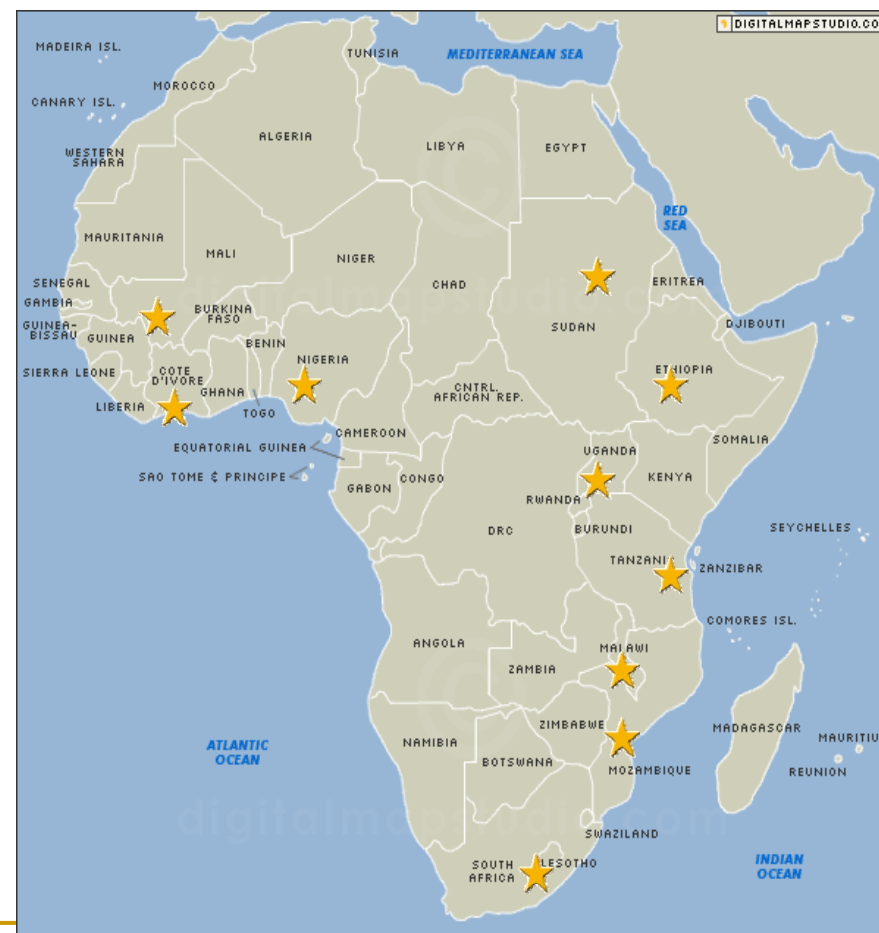 DIGITALMAPSTUDIO.CO
MADEIRA ISL.
TUNISIA
MEDITERRANEAN SEA
MOROCCO
CANARY ISL.
ALGERIA
LIBYA
EGYPT
WESTERN
SAHARA
RED
SEA
MAURITANIA
MALI
NIGER
CHAD
ERITREA
SENEGAL
GAMBIA
BURKINA
FASO
SUDAN
DJIBOUTI
GUINEA-
BISSAU
GUINEA
BENIN
NIGERIA
SIERRA LEONE
COTE
D'IVORE
GHANA
ETHIOPIA
CNTRL.
AFRICAN REP.
LIBERIA
TOGO
CAMEROON
SOMALIA
EQUATORIAL GUINEA
UGANDA
SAO TOME & PRINCIPE
GABON
CONGO
KENYA
RWANDA
DRC
BURUNDI
SEYCHELLES
TANZANI
ZANZIBAR
COMORES ISL.
ANGOLA
MALAWI
ZAMBIA
ZIMBABWE
MADAGASCAR
MAURITIU
NAMIBIA
ATLANTIC
OCEAN
BOTSWANA
MOZAMBIQUE
REUNION
digitalmapstudio.com
SWAZILAND
SOUTH
AFRICA
LESOTHO
INDIAN
OCEAN